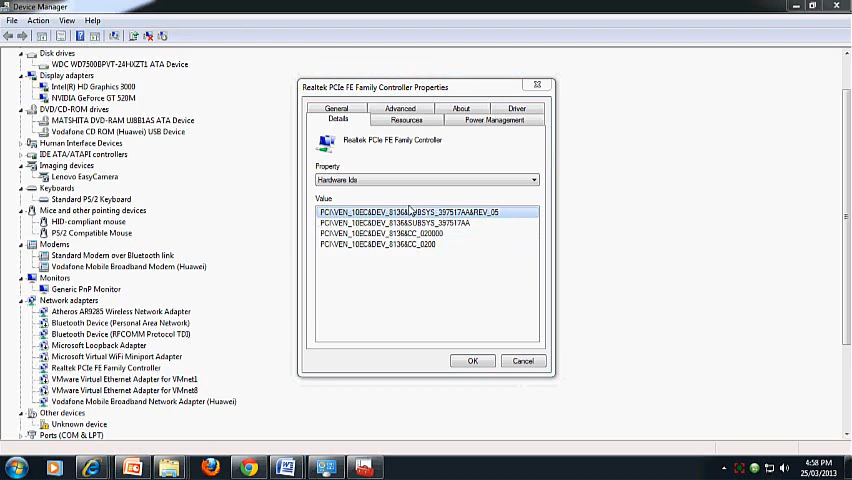 Device Manager
File Action View Help
Disk drives
WDC WD7500BPVT-24HXZT1 ATA Device
Display adapters
Intel(R) HD Graphics 3000
NVIDIA GeForce GT 520M
DVD/CD-ROM drives
MATSHITA DVD-RAM UJ8B1AS ATA Device
Vodafone CD ROM (Huawei) USB Device
Human Interface Devices
IDE ATA/ATAPI controllers
Imaging devices
Lenovo EasyCamera
Keyboards
Standard PS/2 Keyboard
Mice and other pointing devices
HID-compliant mouse
PS/2 Compatible Mouse
Modems
Standard Modem over Bluetooth link
Vodafone Mobile Broadband Modem (Huawei)
Monitors
Generic PnP Monitor
Network adapters
Atheros AR9285 Wireless Network Adapter
Bluetooth Device (Personal Area Network)
Bluetooth Device (RFCOMM Protocol TDI)
Microsoft Loopback Adapter
Microsoft Virtual WiFi Miniport Adapter
Realtek PCIe FE Family Controller
VMware Virtual Ethernet Adapter for VMnet1
VMware Virtual Ethernet Adapter for VMnet8
Vodafone Mobile Broadband Network Adapter (Huawei)
Other devices
Unknown device
Ports (COM & LPT)
Realtek PCIe FE Family Controller Properties
General Advanced About Driver
Details Resources Power Management
Realtek PCIe FE Family Controller
Property
Hardware Ids
Value
PCI\VEN_10EC&DEV_8136&SUBSYS_397517AA&REV_05
PCI\VEN_10EC&DEV_8136&SUBSYS_397517AA
PCI\VEN_10EC&DEV_8136&CC_020000
PCI\VEN_10EC&DEV_8136&CC_0200
OK Cancel
4:58 PM
25/03/2013